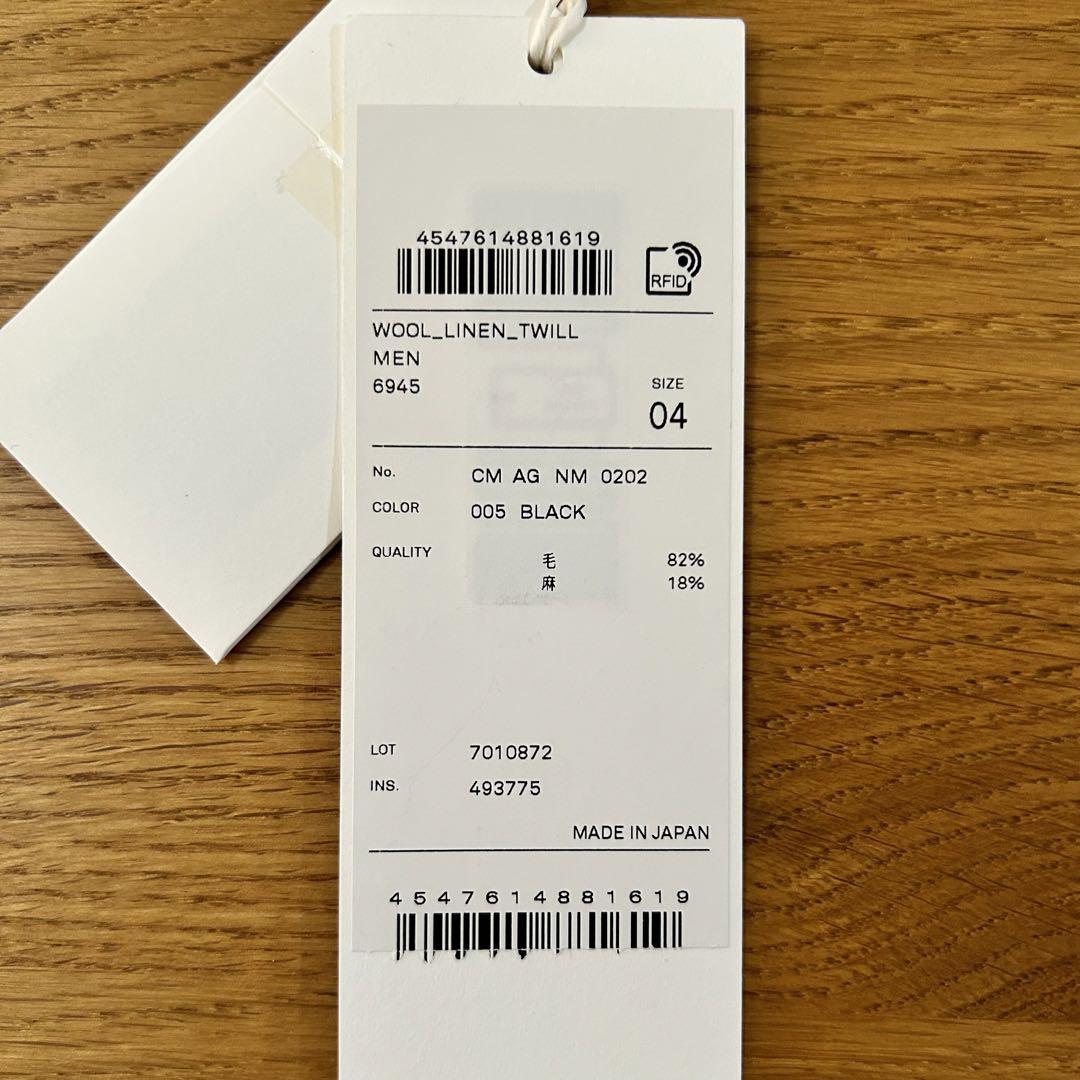 4547614881619
RFID
WOOL_LINEN_TWILL
MEN
6945
SIZE
04
No. CM AG NM 0202
COLOR 005 BLACK
QUALITY 毛 82%
麻 18%
LOT 7010872
INS. 493775
MADE IN JAPAN
4547614881619